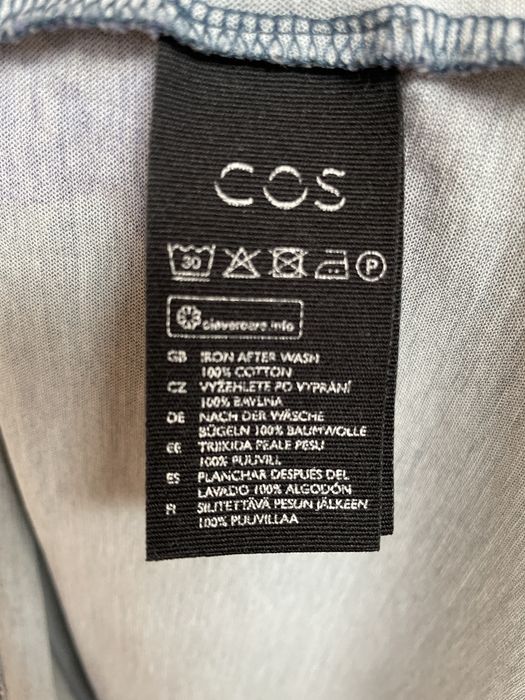 COS
30 P
clevercare.info
GB IRON AFTER WASH
100% COTTON
CZ VYŽEHLETE PO VYPRÁNÍ
100% BAVLNA
DE NACH DER WÄSCHE
BÜGELN 100% BAUMWOLLE
EE TRIIKIDA PEALE PESU
100% PUUVILL
ES PLANCHAR DESPUÉS DEL
LAVADO 100% ALGODÓN
FI SILITETTÄVÄ PESUN JÄLKEEN
100% PUUVILLAA